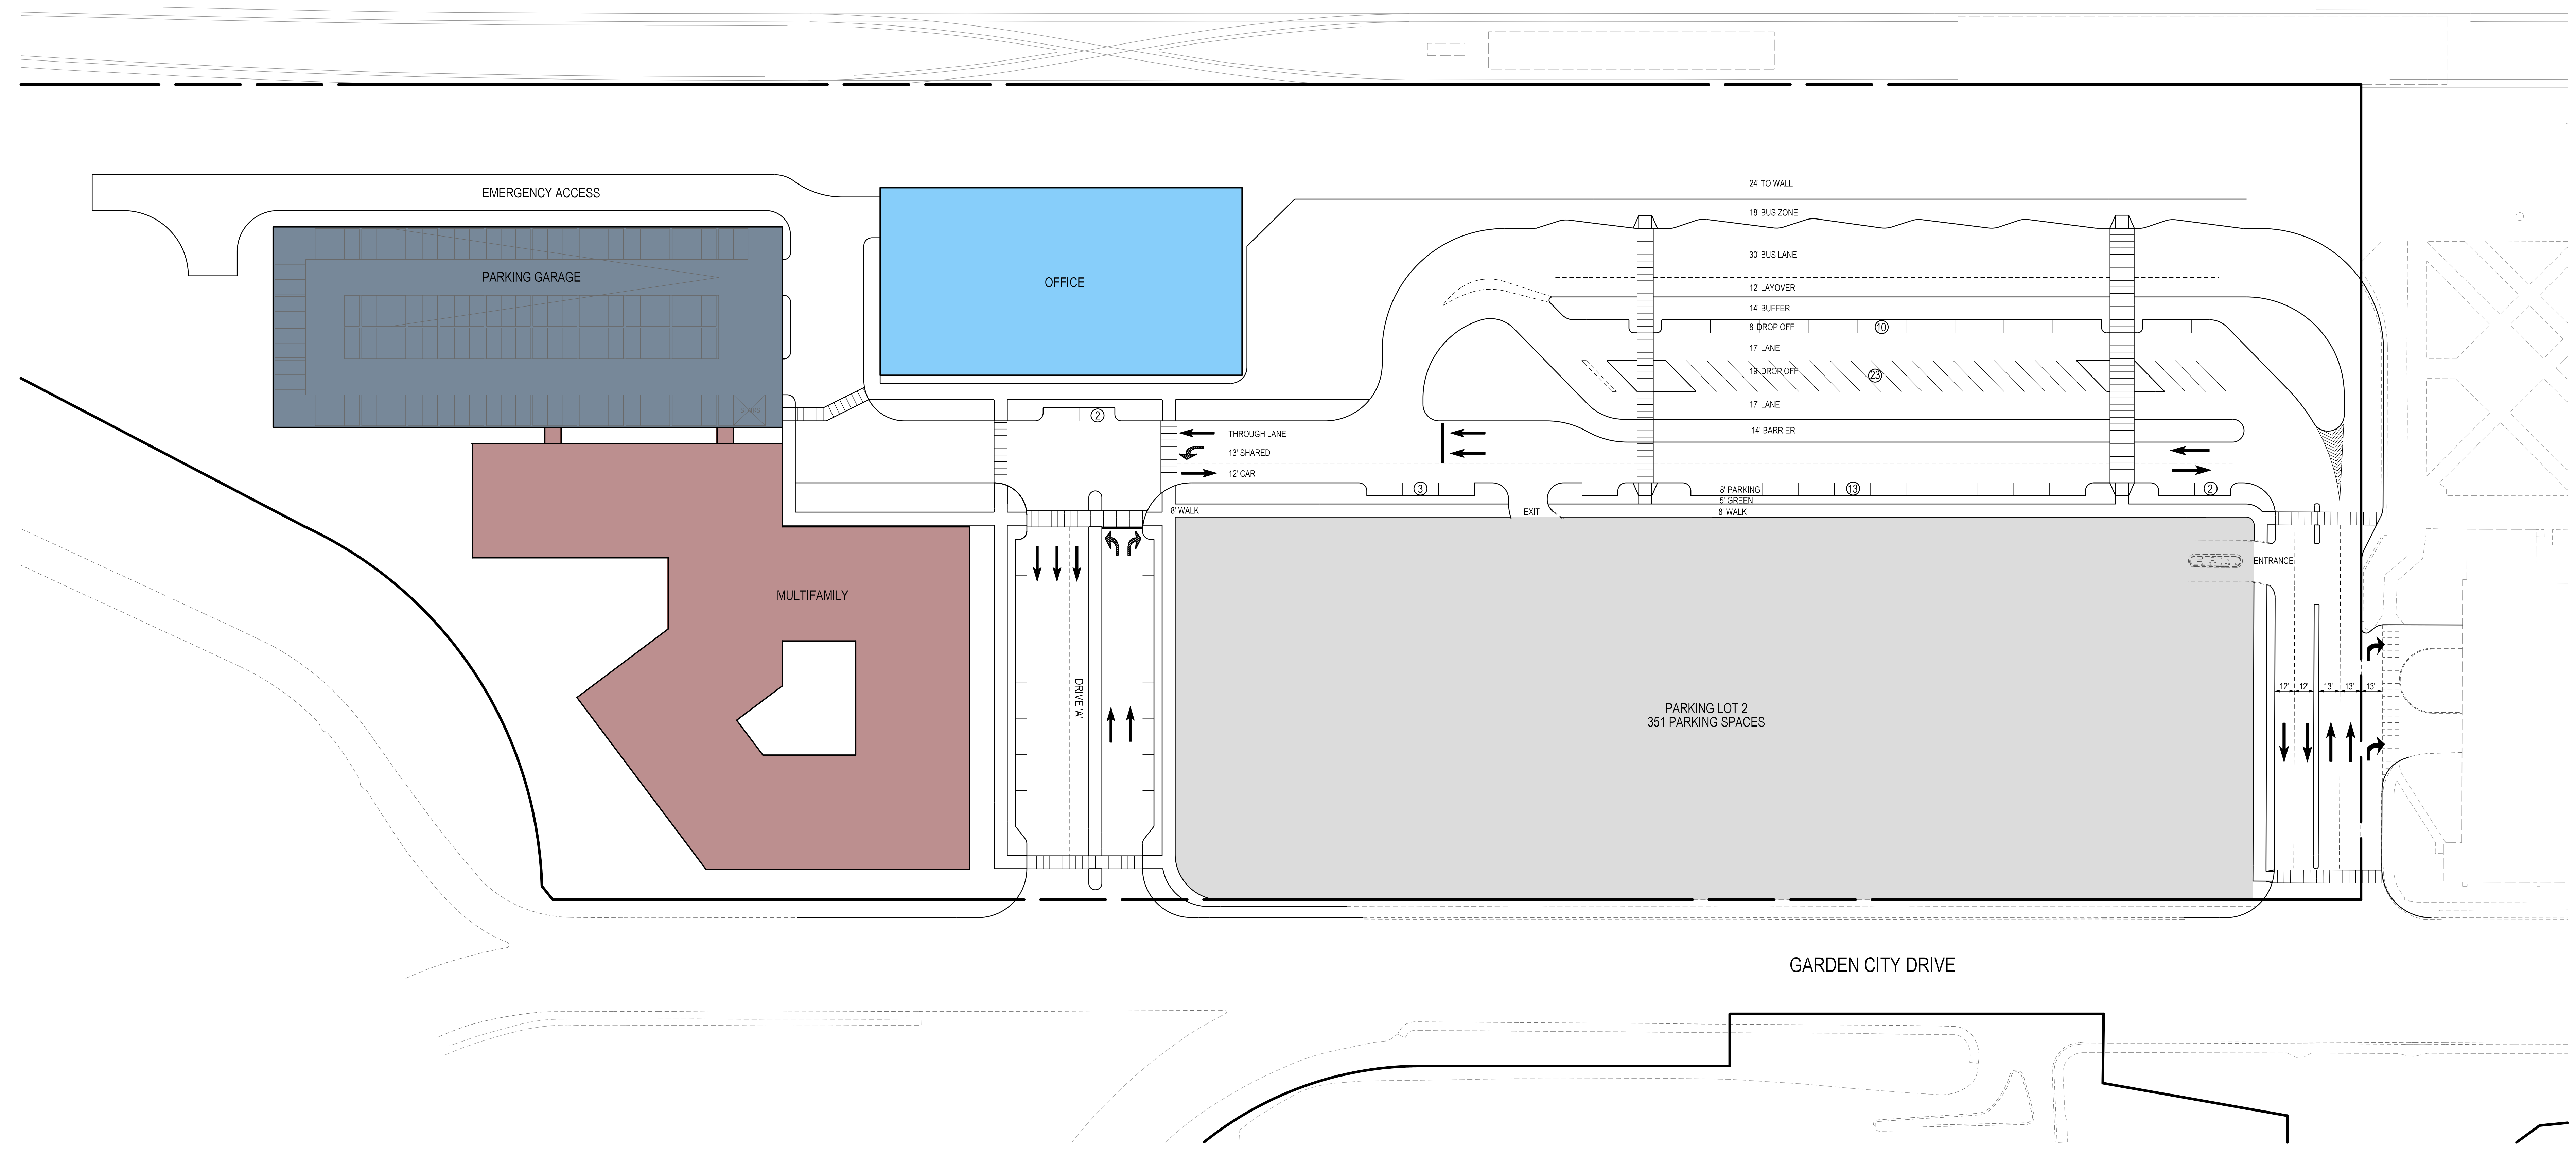 EMERGENCY ACCESS
24' TO WALL
18' BUS ZONE
30' BUS LANE
PARKING GARAGE
OFFICE
12' LAYOVER
14' BUFFER
8' DROP OFF
10
17' LANE
19' DROP OFF
23
17' LANE
2
14' BARRIER
THROUGH LANE
13' SHARED
12' CAR
3
8' PARKING
13
2
5' GREEN
8' WALK
EXIT
8' WALK
ENTRANCE
MULTIFAMILY
DRIVE 'A'
12'
12'
13'
13'
13'
PARKING LOT 2
351 PARKING SPACES
GARDEN CITY DRIVE